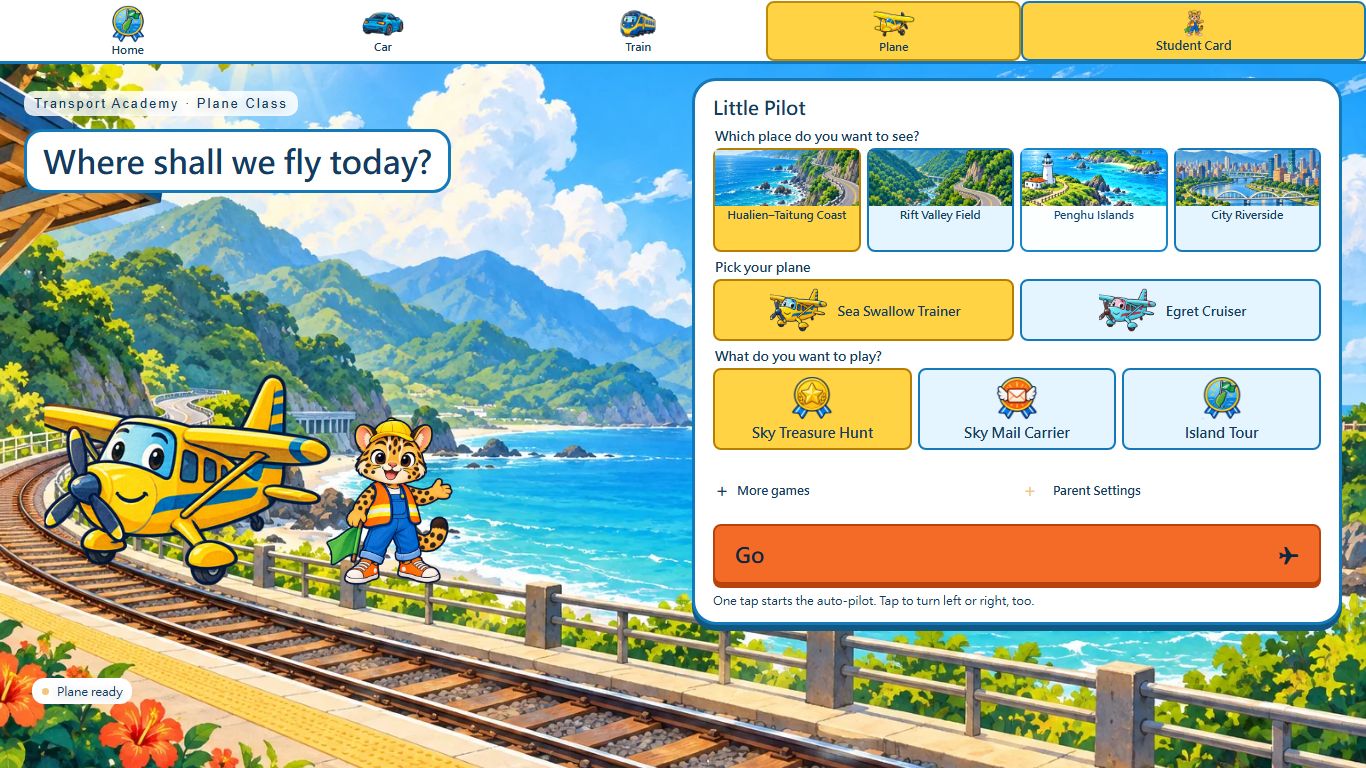 Home
Car
Train
Plane
Student Card
Transport Academy · Plane Class
Where shall we fly today?
Little Pilot
Which place do you want to see?
Hualien–Taitung Coast
Rift Valley Field
Penghu Islands
City Riverside
Pick your plane
Sea Swallow Trainer
Egret Cruiser
What do you want to play?
Sky Treasure Hunt
Sky Mail Carrier
Island Tour
+ More games
+ Parent Settings
Go
One tap starts the auto-pilot. Tap to turn left or right, too.
Plane ready